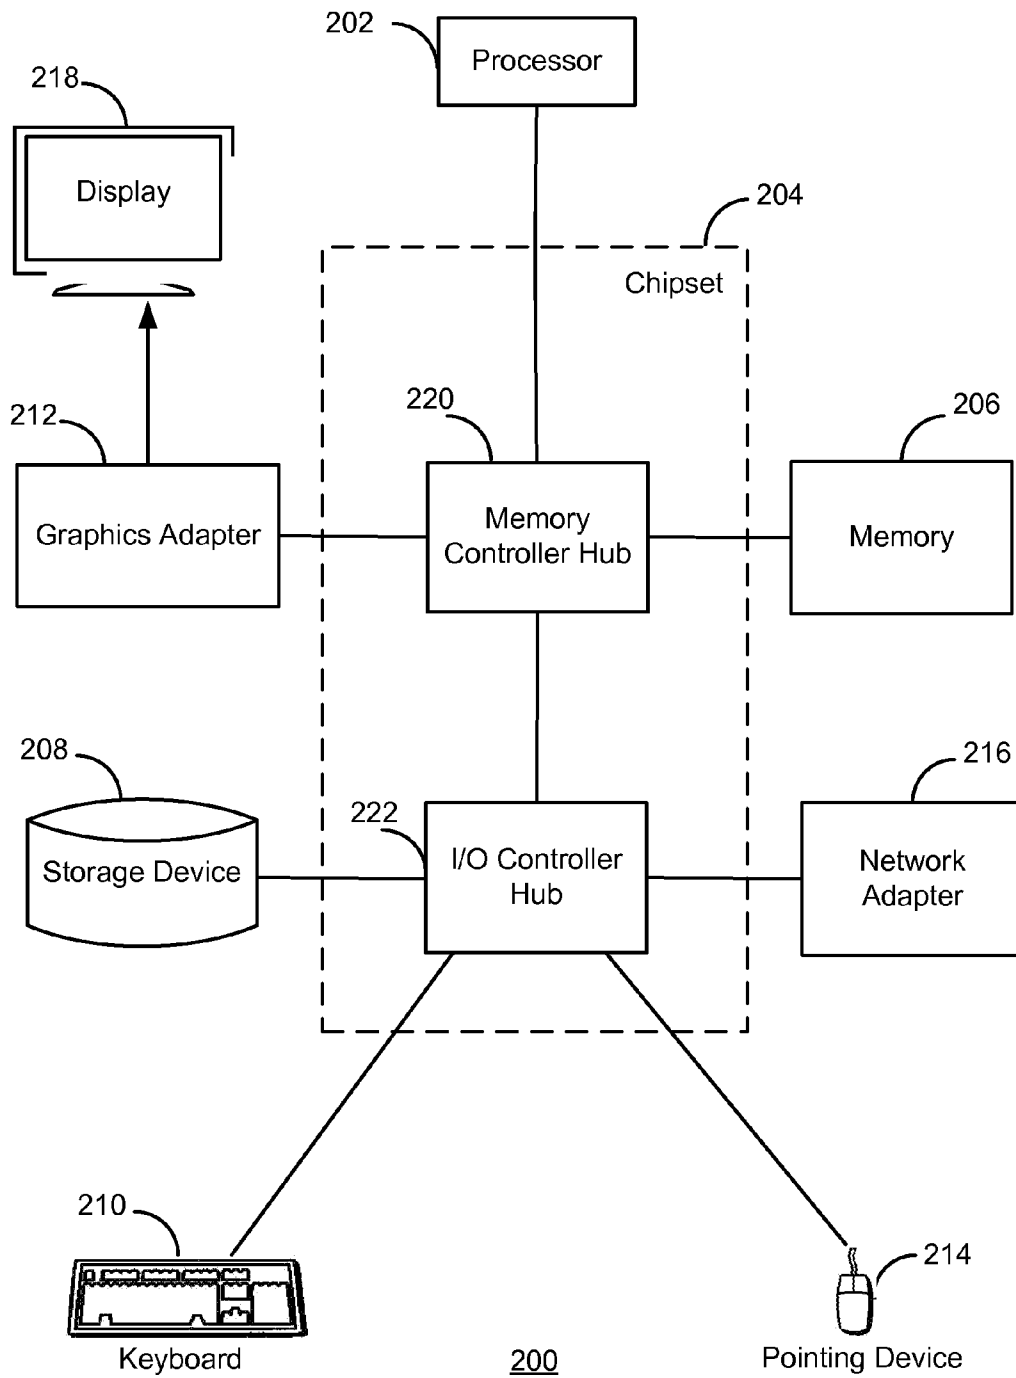 202
Processor
218
Display
204
Chipset
212
220
206
Graphics Adapter
Memory
Controller Hub
Memory
208
216
222
Storage Device
I/O Controller
Hub
Network
Adapter
210
214
Keyboard
200
Pointing Device